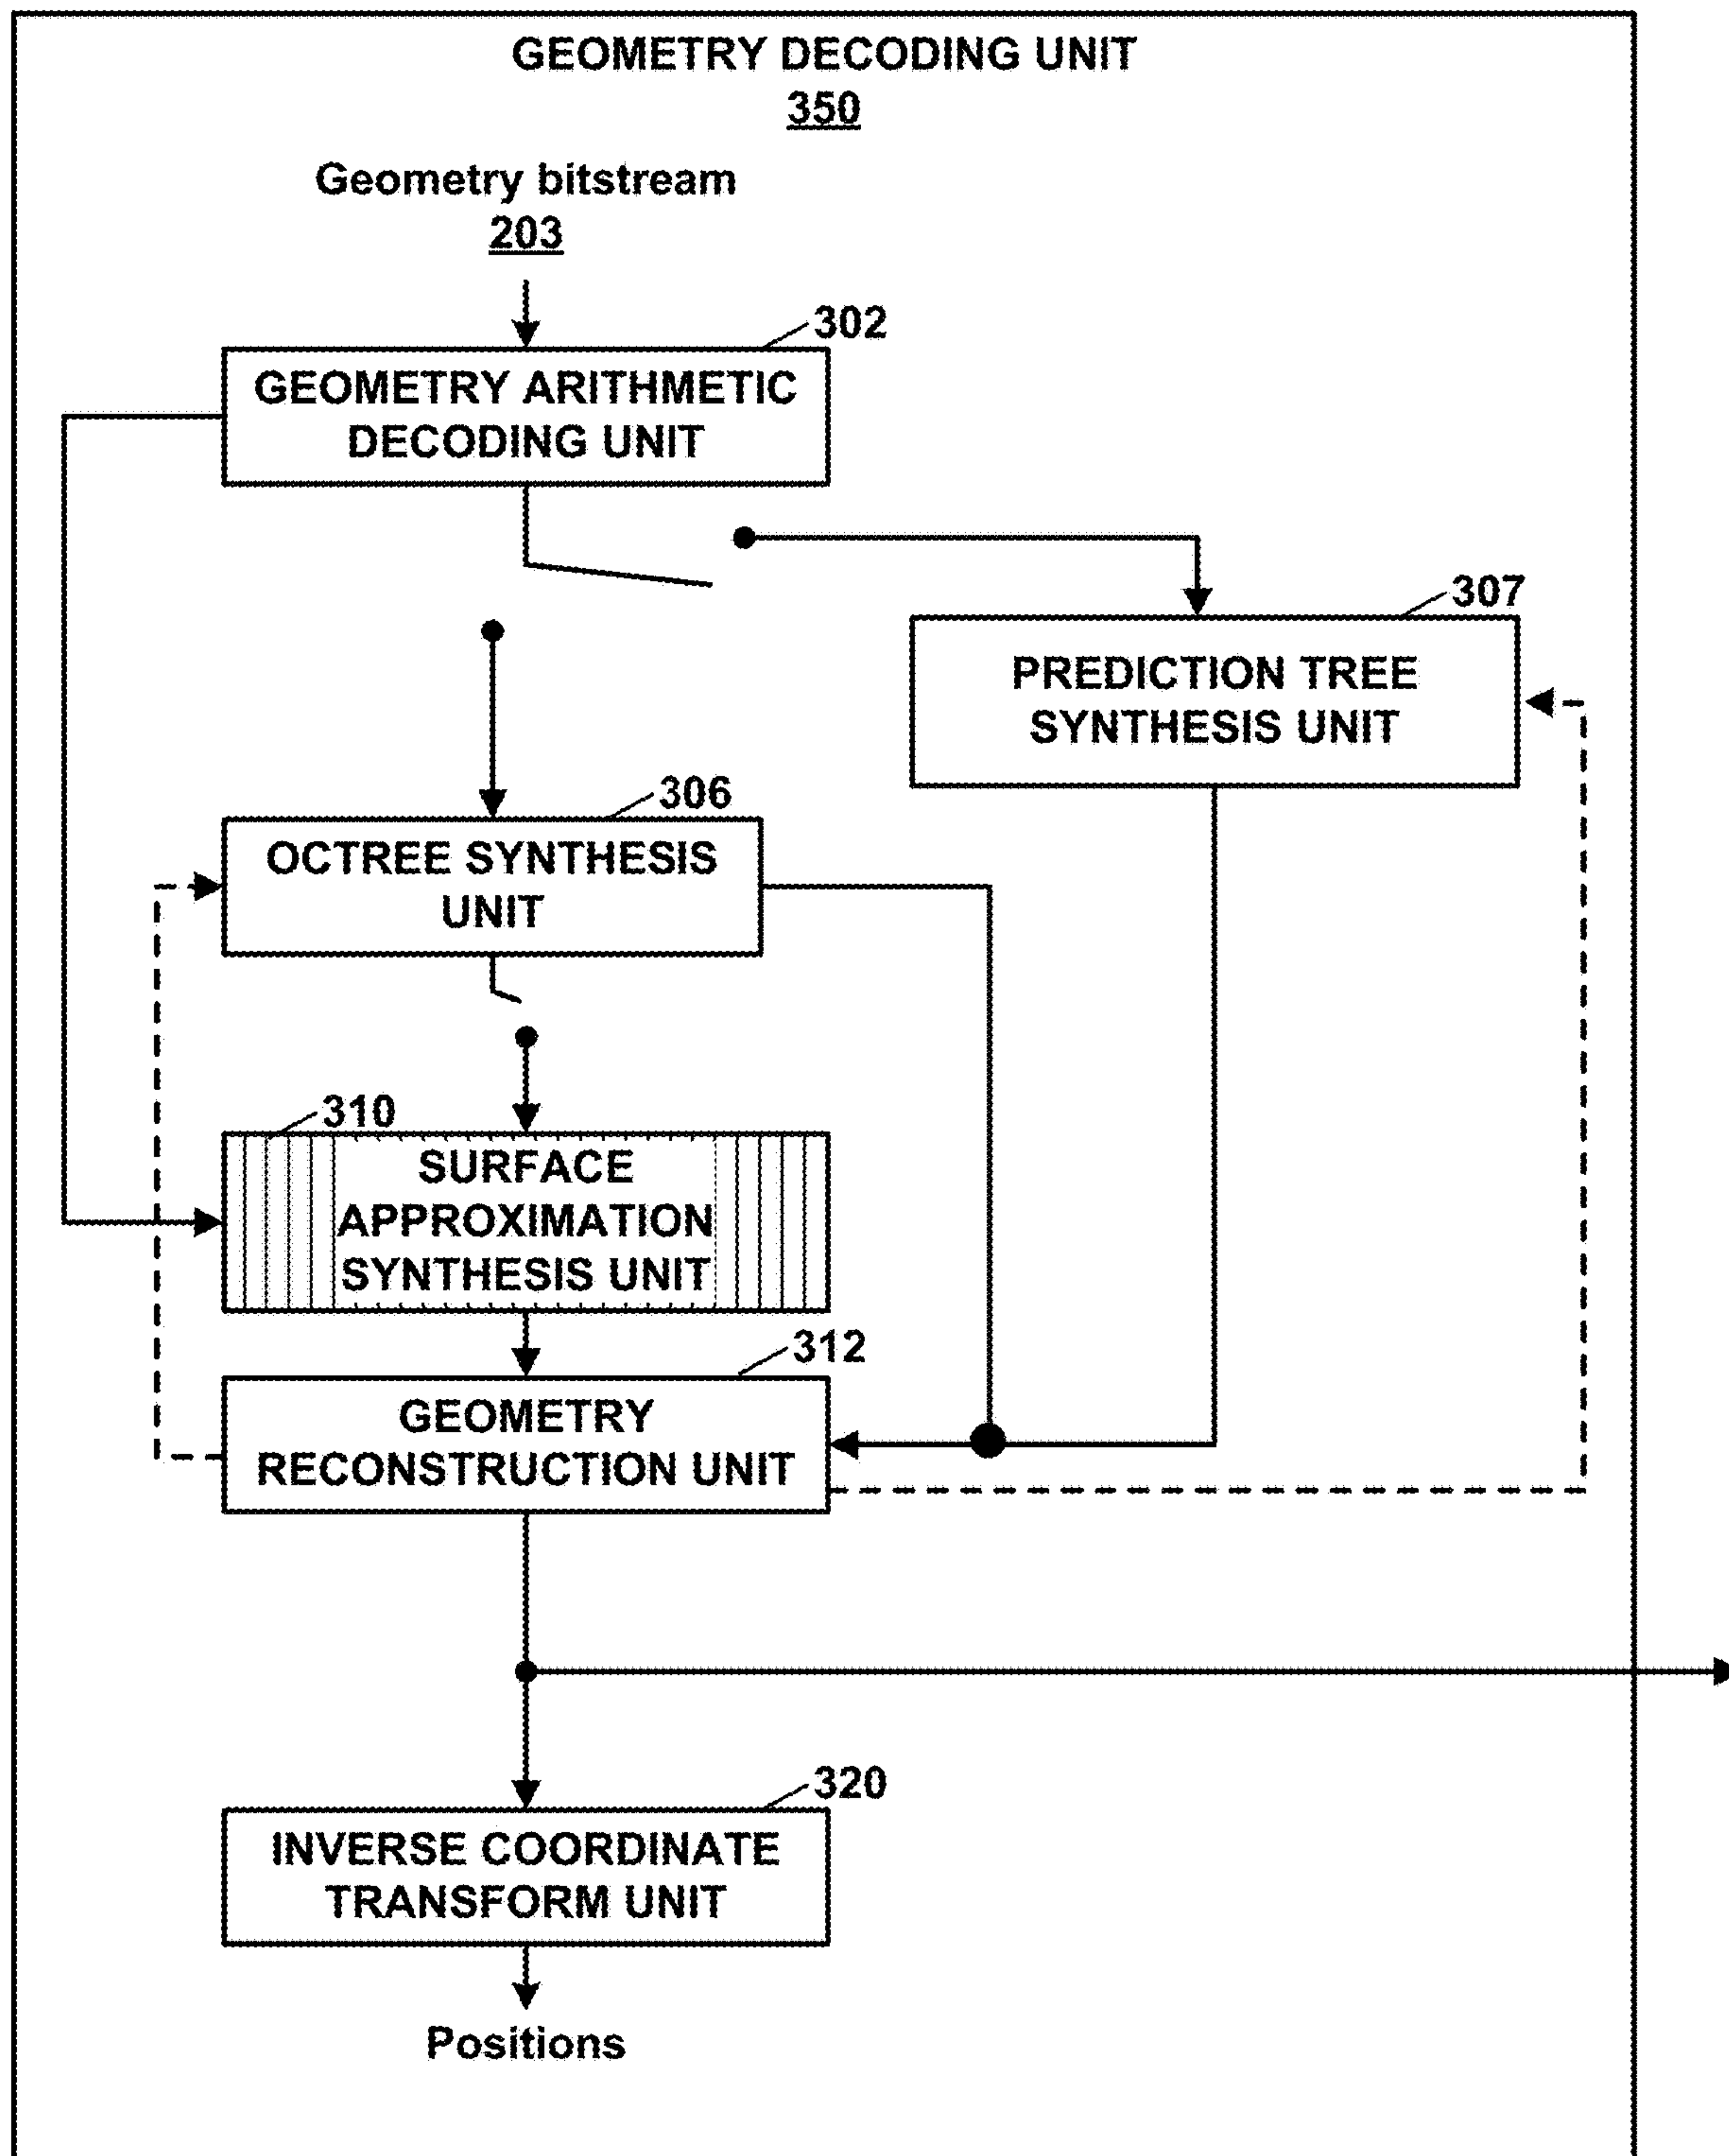 GEOMETRY DECODING UNIT
350
Geometry bitstream
203
302
GEOMETRY ARITHMETIC
DECODING UNIT
307
PREDICTION TREE
SYNTHESIS UNIT
306
OCTREE SYNTHESIS
UNIT
310
SURFACE
APPROXIMATION
SYNTHESIS UNIT
312
GEOMETRY
RECONSTRUCTION UNIT
320
INVERSE COORDINATE
TRANSFORM UNIT
Positions